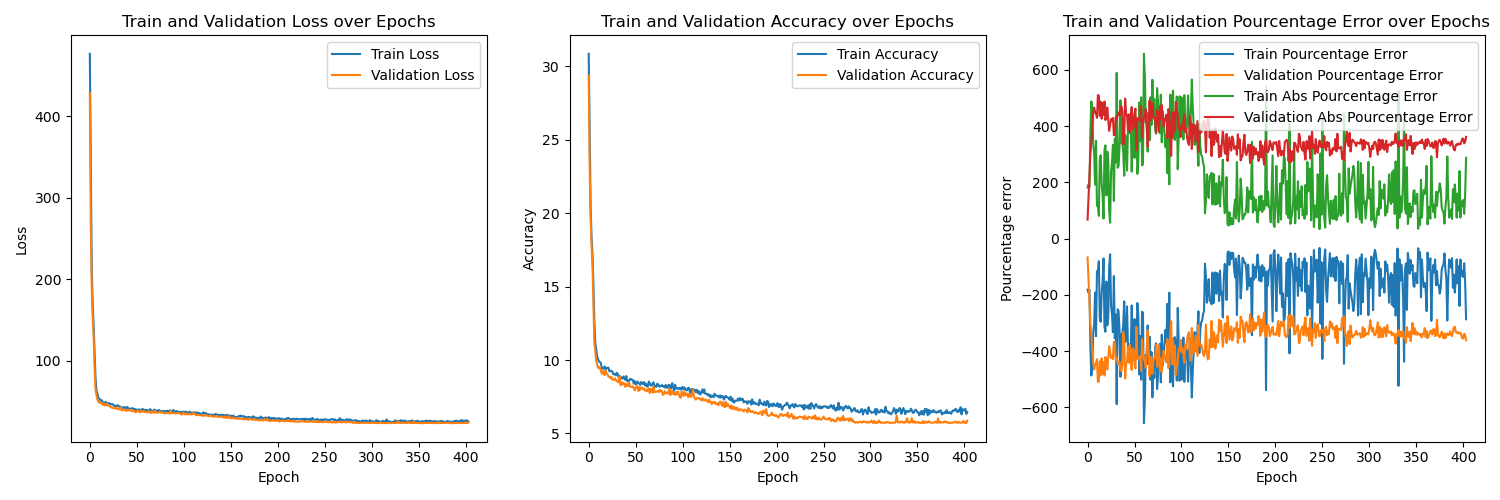 Train and Validation Loss over Epochs
Train Loss
Validation Loss
400
300
200
100
Loss
0 50 100 150 200 250 300 350 400
Epoch
Train and Validation Accuracy over Epochs
Train Accuracy
Validation Accuracy
30
25
20
15
10
5
Accuracy
0 50 100 150 200 250 300 350 400
Epoch
Train and Validation Pourcentage Error over Epochs
Train Pourcentage Error
Validation Pourcentage Error
Train Abs Pourcentage Error
Validation Abs Pourcentage Error
600
400
200
0
−200
−400
−600
Pourcentage error
0 50 100 150 200 250 300 350 400
Epoch